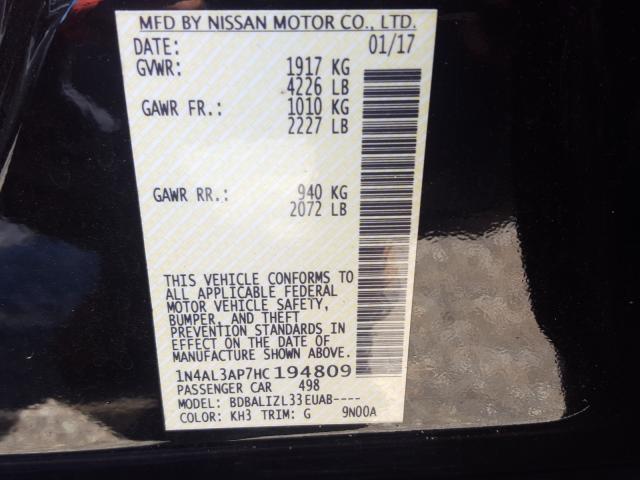 MFD BY NISSAN MOTOR CO., LTD.
DATE: 01/17
GVWR: 1917 KG
4226 LB
GAWR FR.: 1010 KG
2227 LB
GAWR RR.: 940 KG
2072 LB
THIS VEHICLE CONFORMS TO
ALL APPLICABLE FEDERAL
MOTOR VEHICLE SAFETY,
BUMPER, AND THEFT
PREVENTION STANDARDS IN
EFFECT ON THE DATE OF
MANUFACTURE SHOWN ABOVE.
1N4AL3AP7HC194809
PASSENGER CAR 498
MODEL: BDBALIZL33EUAB----
COLOR: KH3 TRIM: G 9N00A